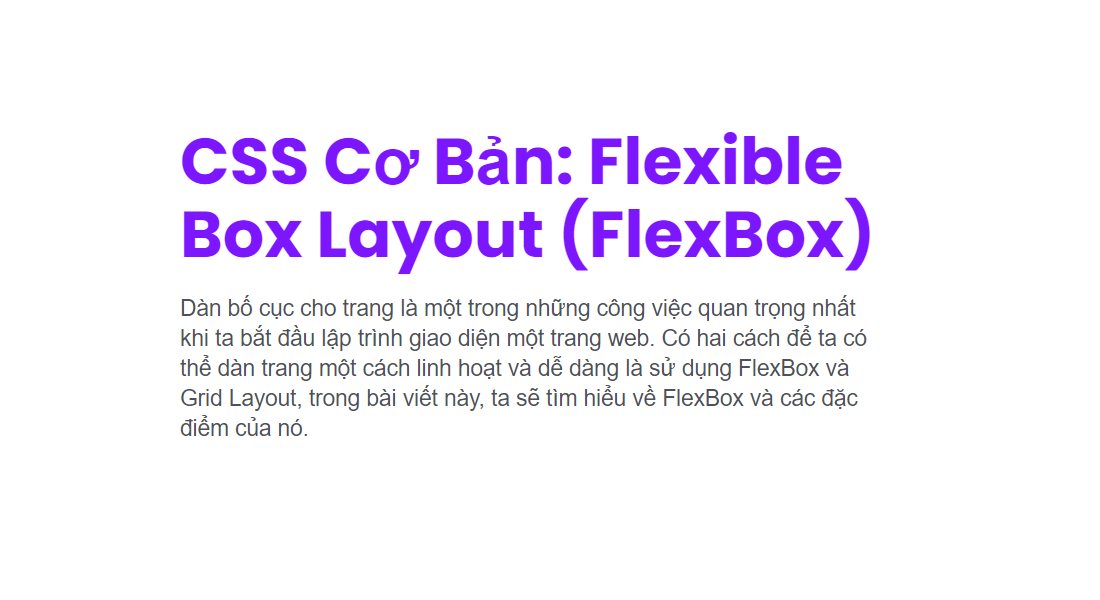 CSS Cơ Bản: Flexible
Box Layout (FlexBox)
Dàn bố cục cho trang là một trong những công việc quan trọng nhất
khi ta bắt đầu lập trình giao diện một trang web. Có hai cách để ta có
thể dàn trang một cách linh hoạt và dễ dàng là sử dụng FlexBox và
Grid Layout, trong bài viết này, ta sẽ tìm hiểu về FlexBox và các đặc
điểm của nó.